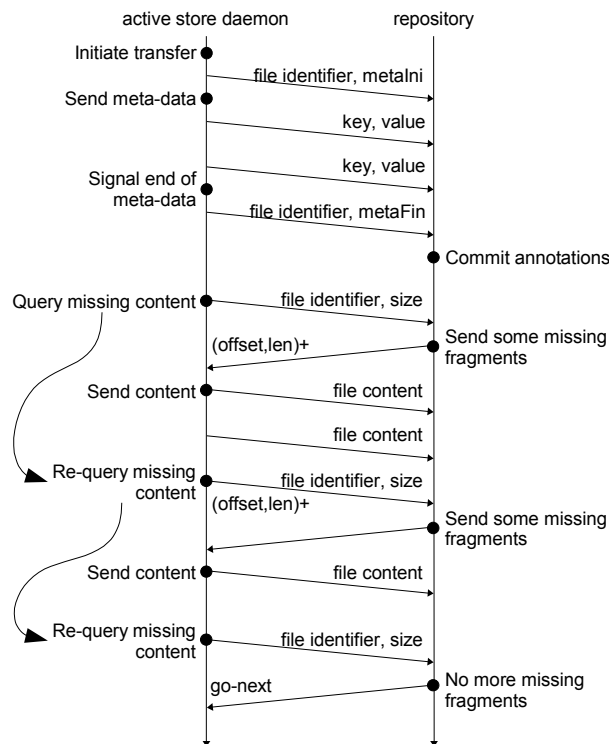 active store daemon
repository
Initiate transfer
file identifier, metaIni
Send meta-data
key, value
key, value
Signal end of
meta-data
file identifier, metaFin
Commit annotations
Query missing content
file identifier, size
(offset,len)+
Send some missing
fragments
Send content
file content
file content
Re-query missing
content
file identifier, size
(offset,len)+
Send some missing
fragments
Send content
file content
Re-query missing
content
file identifier, size
go-next
No more missing
fragments